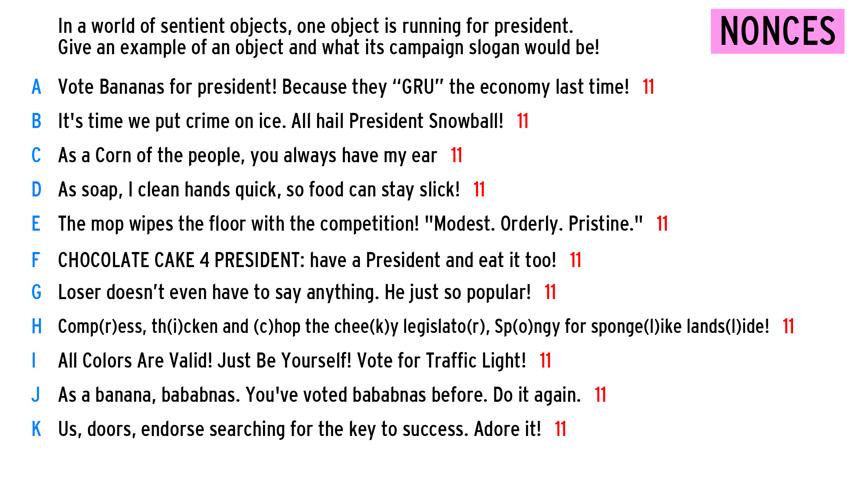 In a world of sentient objects, one object is running for president.
Give an example of an object and what its campaign slogan would be!
NONCES
A Vote Bananas for president! Because they “GRU” the economy last time! 11
B It's time we put crime on ice. All hail President Snowball! 11
C As a Corn of the people, you always have my ear 11
D As soap, I clean hands quick, so food can stay slick! 11
E The mop wipes the floor with the competition! "Modest. Orderly. Pristine." 11
F CHOCOLATE CAKE 4 PRESIDENT: have a President and eat it too! 11
G Loser doesn’t even have to say anything. He just so popular! 11
H Comp(r)ess, th(i)cken and (c)hop the chee(k)y legislato(r), Sp(o)ngy for sponge(l)ike lands(l)ide! 11
I All Colors Are Valid! Just Be Yourself! Vote for Traffic Light! 11
J As a banana, bababnas. You've voted bababnas before. Do it again. 11
K Us, doors, endorse searching for the key to success. Adore it! 11